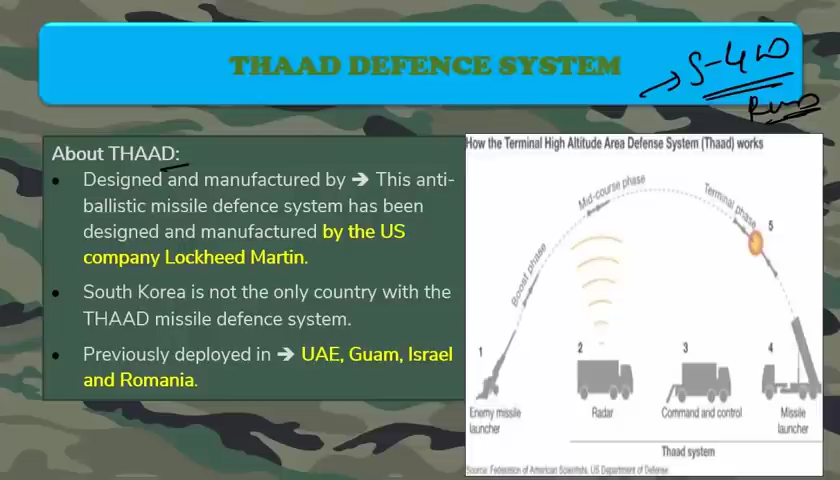 THAAD DEFENCE SYSTEM
S-400
About THAAD:
• Designed and manufactured by ➔ This anti-
ballistic missile defence system has been
designed and manufactured by the US
company Lockheed Martin.
• South Korea is not the only country with the
THAAD missile defence system.
• Previously deployed in ➔ UAE, Guam, Israel
and Romania.
How the Terminal High Altitude Area Defense System (Thaad) works
Boost phase
Mid-course phase
Terminal phase
5
1
2
3
4
Enemy missile
launcher
Radar
Command and control
Missile
launcher
Thaad system
Source: Federation of American Scientists, US Department of Defense